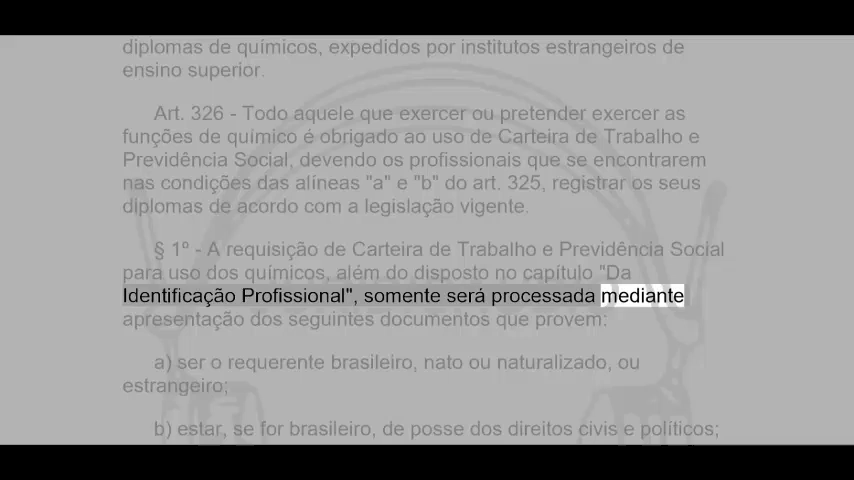 diplomas de químicos, expedidos por institutos estrangeiros de
ensino superior.
Art. 326 - Todo aquele que exercer ou pretender exercer as
funções de químico é obrigado ao uso de Carteira de Trabalho e
Previdência Social, devendo os profissionais que se encontrarem
nas condições das alíneas "a" e "b" do art. 325, registrar os seus
diplomas de acordo com a legislação vigente.
§ 1º - A requisição de Carteira de Trabalho e Previdência Social
para uso dos químicos, além do disposto no capítulo "Da
Identificação Profissional", somente será processada mediante
apresentação dos seguintes documentos que provem:
a) ser o requerente brasileiro, nato ou naturalizado, ou
estrangeiro;
b) estar, se for brasileiro, de posse dos direitos civis e políticos;